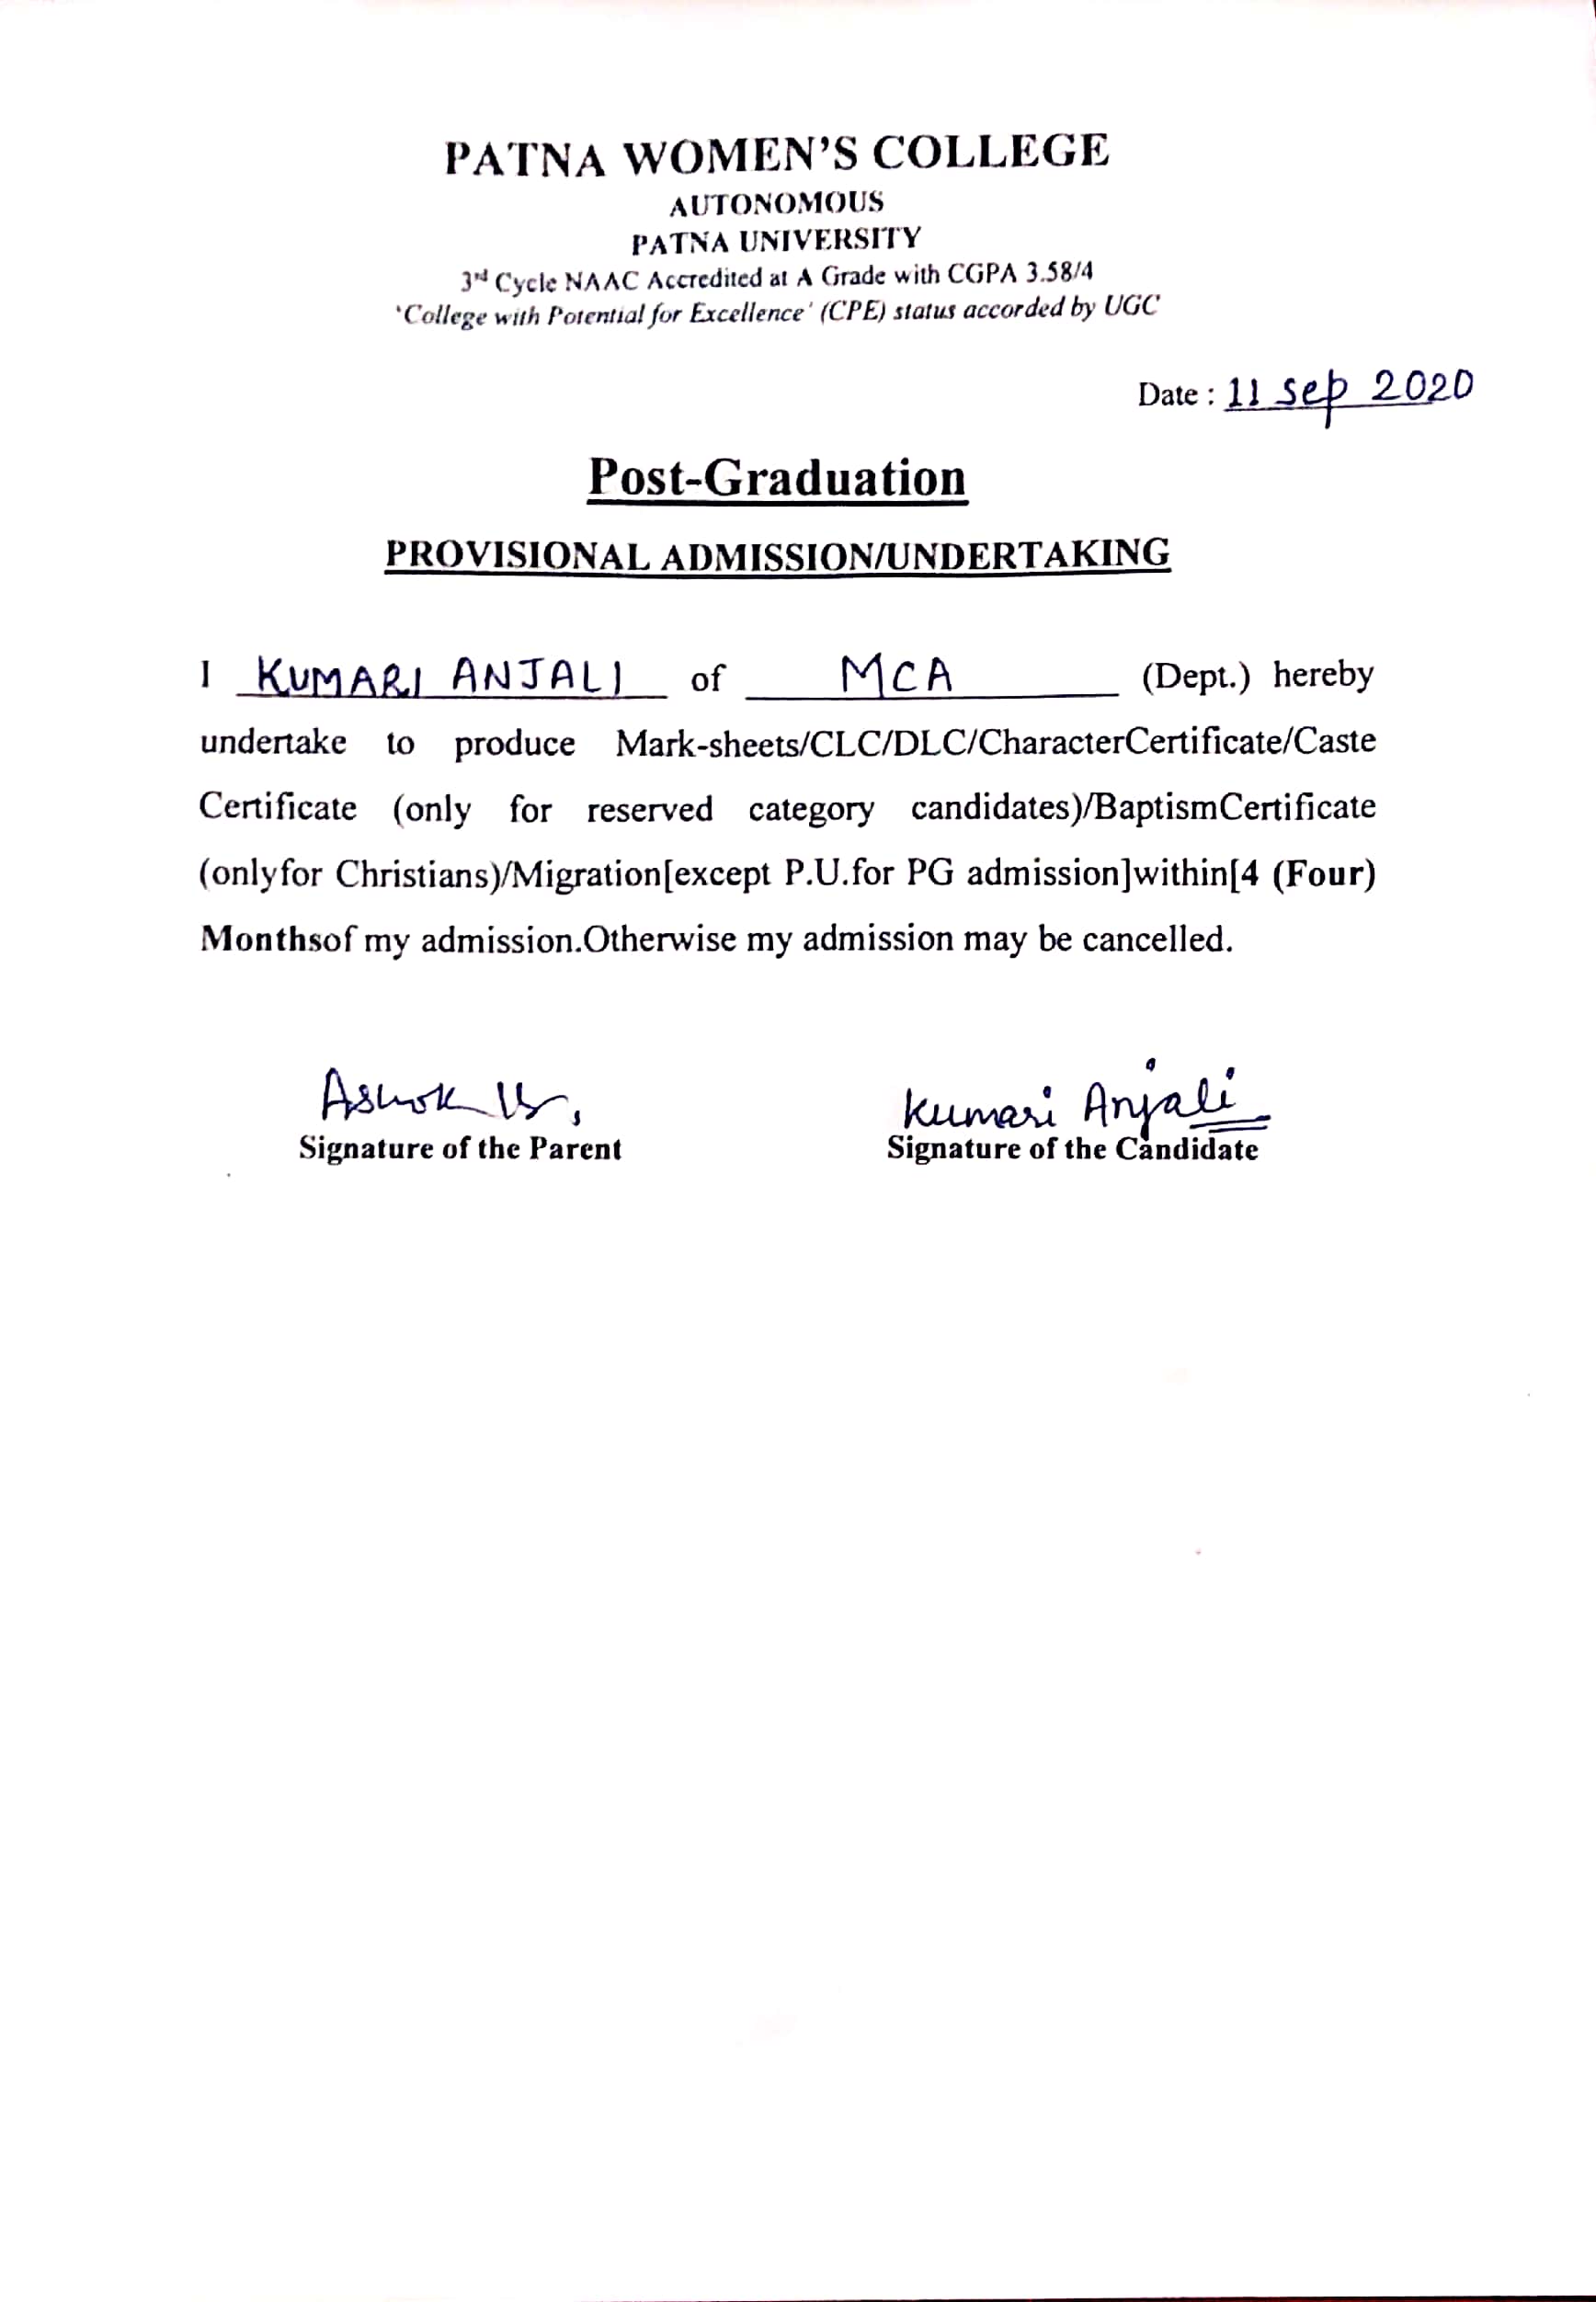 PATNA WOMEN'S COLLEGE
AUTONOMOUS
PATNA UNIVERSITY
3rd Cycle NAAC Accredited at A Grade with CGPA 3.58/4
'College with Potential for Excellence' (CPE) status accorded by UGC
Date : 11 Sep 2020
Post-Graduation
PROVISIONAL ADMISSION/UNDERTAKING
I KUMARI ANJALI of MCA (Dept.) hereby
undertake to produce Mark-sheets/CLC/DLC/CharacterCertificate/Caste
Certificate (only for reserved category candidates)/BaptismCertificate
(onlyfor Christians)/Migration[except P.U.for PG admission]within[4 (Four)
Monthsof my admission.Otherwise my admission may be cancelled.
Ashok Kr, Kumari Anjali
Signature of the Parent Signature of the Candidate